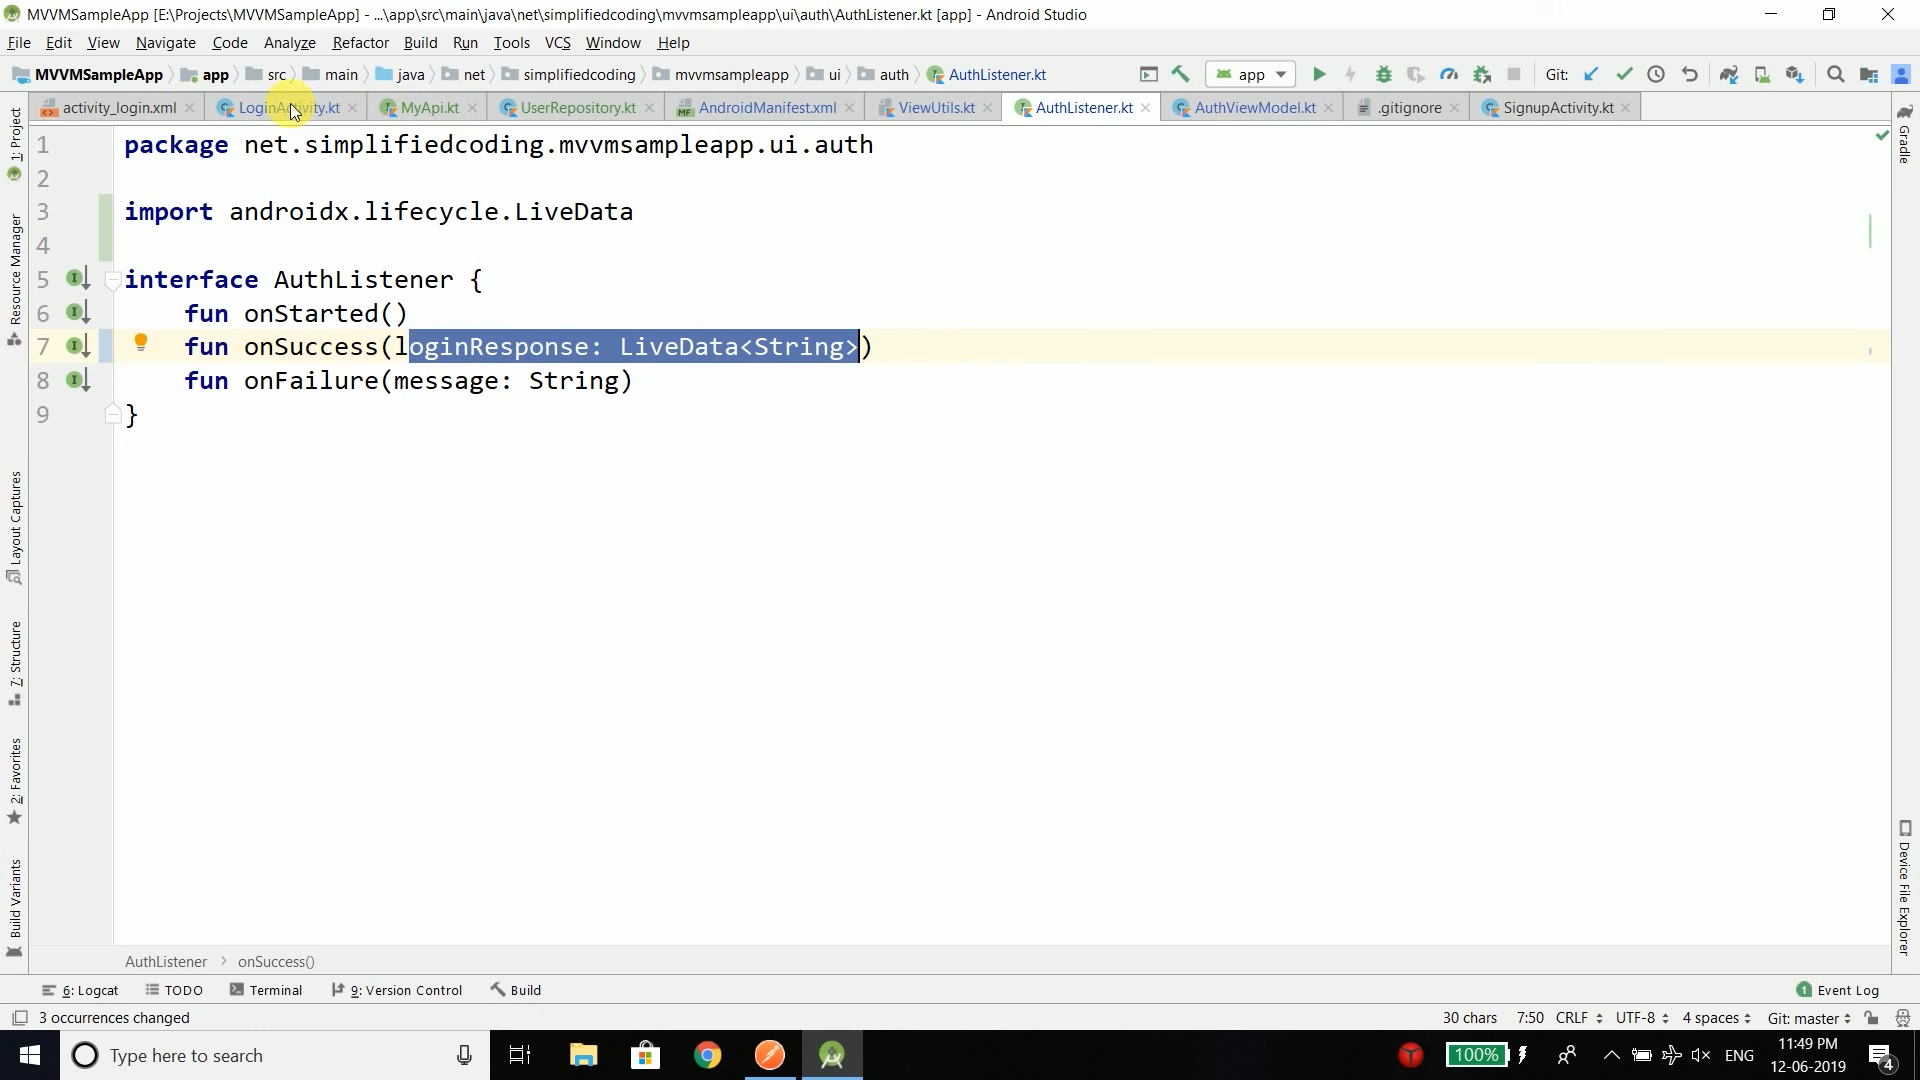 MVVMSampleApp [E:\Projects\MVVMSampleApp] - ...\app\src\main\java\net\simplifiedcoding\mvvmsampleapp\ui\auth\AuthListener.kt [app] - Android Studio
File Edit View Navigate Code Analyze Refactor Build Run Tools VCS Window Help
MVVMSampleApp app src main java net simplifiedcoding mvvmsampleapp ui auth AuthListener.kt app Git:
activity_login.xml LoginActivity.kt MyApi.kt UserRepository.kt AndroidManifest.xml ViewUtils.kt AuthListener.kt AuthViewModel.kt .gitignore SignupActivity.kt
1: Project
Resource Manager
Layout Captures
7: Structure
2: Favorites
Build Variants
1 package net.simplifiedcoding.mvvmsampleapp.ui.auth
2
3 import androidx.lifecycle.LiveData
4
5 interface AuthListener {
6 fun onStarted()
7 fun onSuccess(loginResponse: LiveData<String>)
8 fun onFailure(message: String)
9 }
Gradle
Device File Explorer
AuthListener > onSuccess()
6: Logcat TODO Terminal 9: Version Control Build 1 Event Log
3 occurrences changed 30 chars 7:50 CRLF UTF-8 4 spaces Git: master
Type here to search 100% ENG 11:49 PM
12-06-2019 4